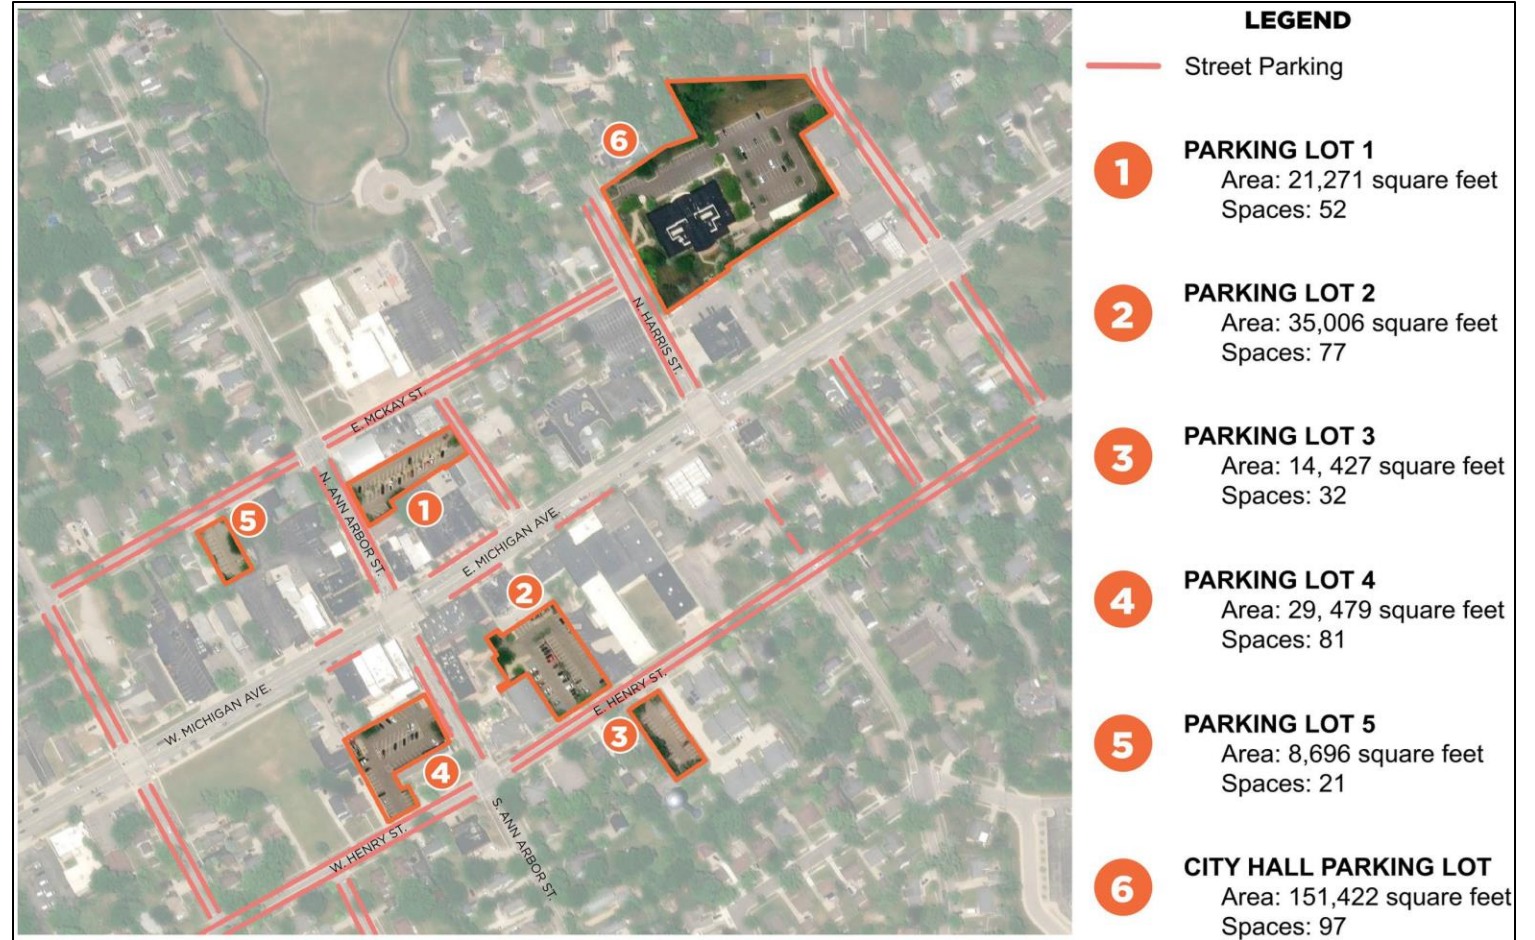 LEGEND
Street Parking
1
PARKING LOT 1
Area: 21,271 square feet
Spaces: 52
2
PARKING LOT 2
Area: 35,006 square feet
Spaces: 77
3
PARKING LOT 3
Area: 14, 427 square feet
Spaces: 32
4
PARKING LOT 4
Area: 29, 479 square feet
Spaces: 81
5
PARKING LOT 5
Area: 8,696 square feet
Spaces: 21
6
CITY HALL PARKING LOT
Area: 151,422 square feet
Spaces: 97
6
N. HARRIS ST.
E. MCKAY ST.
1
5
N. ANN ARBOR ST.
E. MICHIGAN AVE.
2
E. HENRY ST.
3
W. MICHIGAN AVE.
4
S. ANN ARBOR ST.
W. HENRY ST.